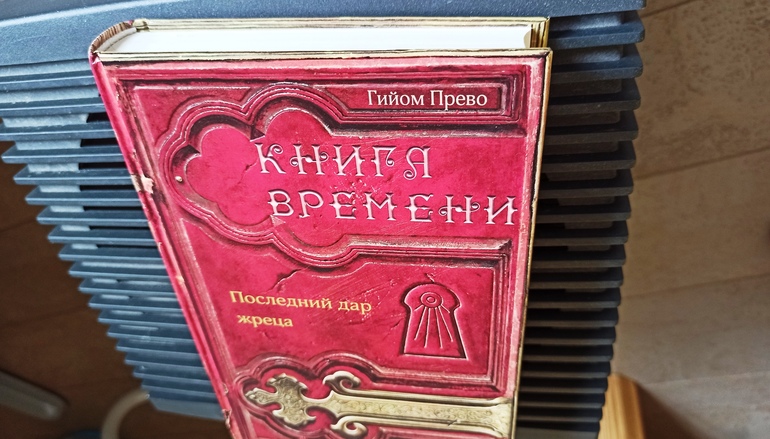 Гийом Прево
КНИГА
ВРЕМЕНИ
Последний дар
жреца